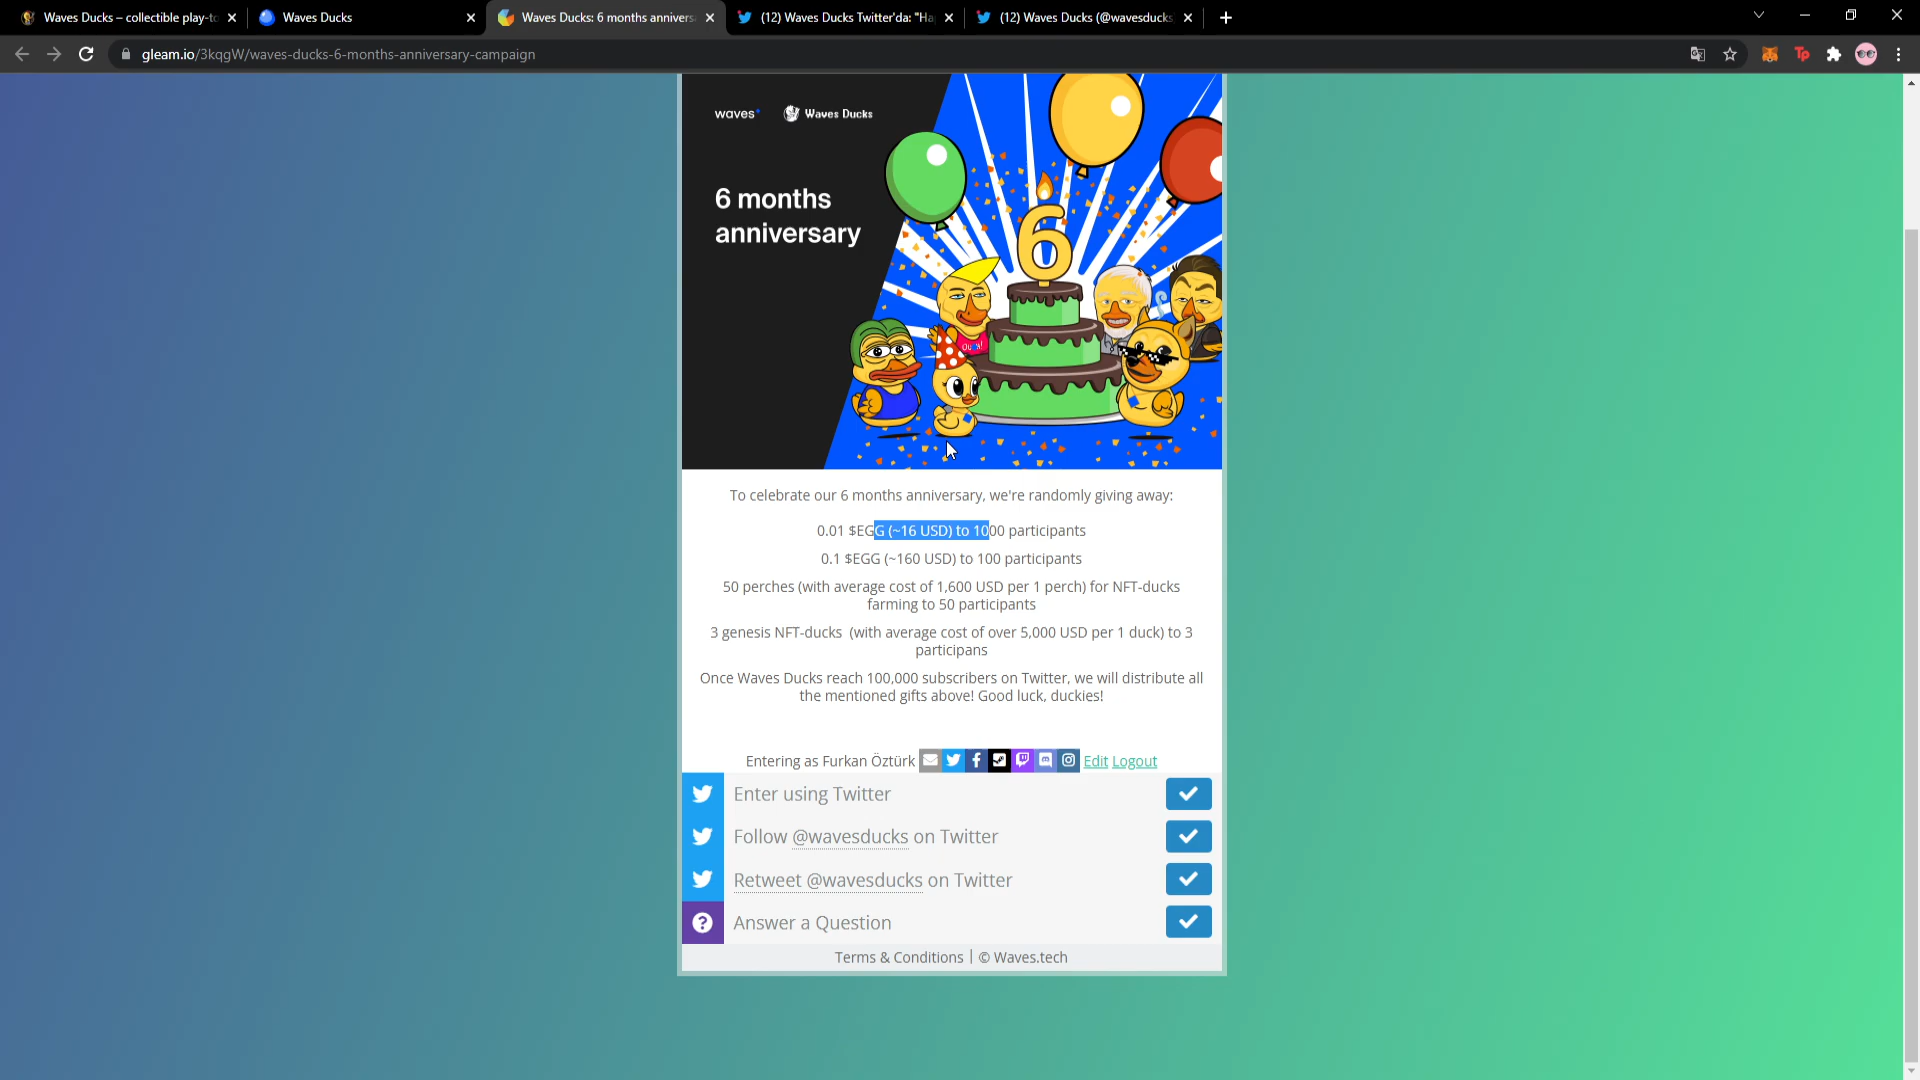 Waves Ducks – collectible play-to
Waves Ducks
Waves Ducks: 6 months annivers
(12) Waves Ducks Twitter'da: "Ha
(12) Waves Ducks (@wavesducks
gleam.io/3kqgW/waves-ducks-6-months-anniversary-campaign
waves
Waves Ducks
6 months
anniversary
6
To celebrate our 6 months anniversary, we're randomly giving away:
0.01 $EGG (~16 USD) to 1000 participants
0.1 $EGG (~160 USD) to 100 participants
50 perches (with average cost of 1,600 USD per 1 perch) for NFT-ducks
farming to 50 participants
3 genesis NFT-ducks (with average cost of over 5,000 USD per 1 duck) to 3
participans
Once Waves Ducks reach 100,000 subscribers on Twitter, we will distribute all
the mentioned gifts above! Good luck, duckies!
Entering as Furkan Öztürk Edit Logout
Enter using Twitter
Follow @wavesducks on Twitter
Retweet @wavesducks on Twitter
Answer a Question
Terms & Conditions | © Waves.tech